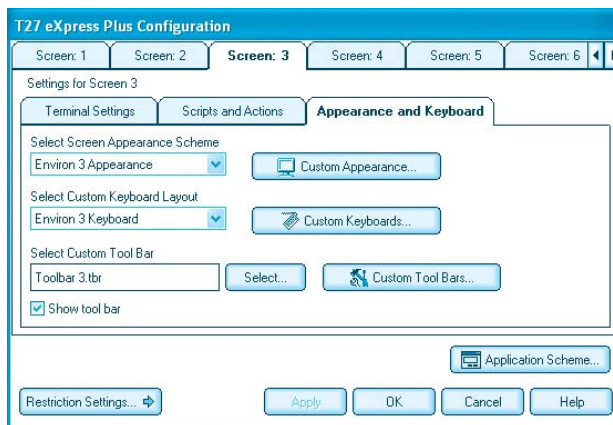 T27 eXpress Plus Configuration
Screen: 1 Screen: 2 Screen: 3 Screen: 4 Screen: 5 Screen: 6
Settings for Screen 3
Terminal Settings Scripts and Actions Appearance and Keyboard
Select Screen Appearance Scheme
Environ 3 Appearance Custom Appearance...
Select Custom Keyboard Layout
Environ 3 Keyboard Custom Keyboards...
Select Custom Tool Bar
Toolbar 3.tbr Select... Custom Tool Bars...
Show tool bar
Application Scheme...
Restriction Settings... Apply OK Cancel Help